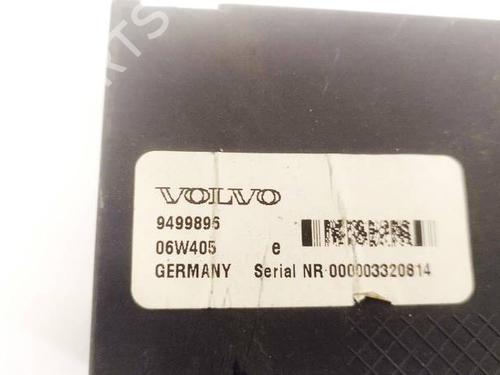 VOLVO
9499896
06W405 e
GERMANY Serial NR 000003320814